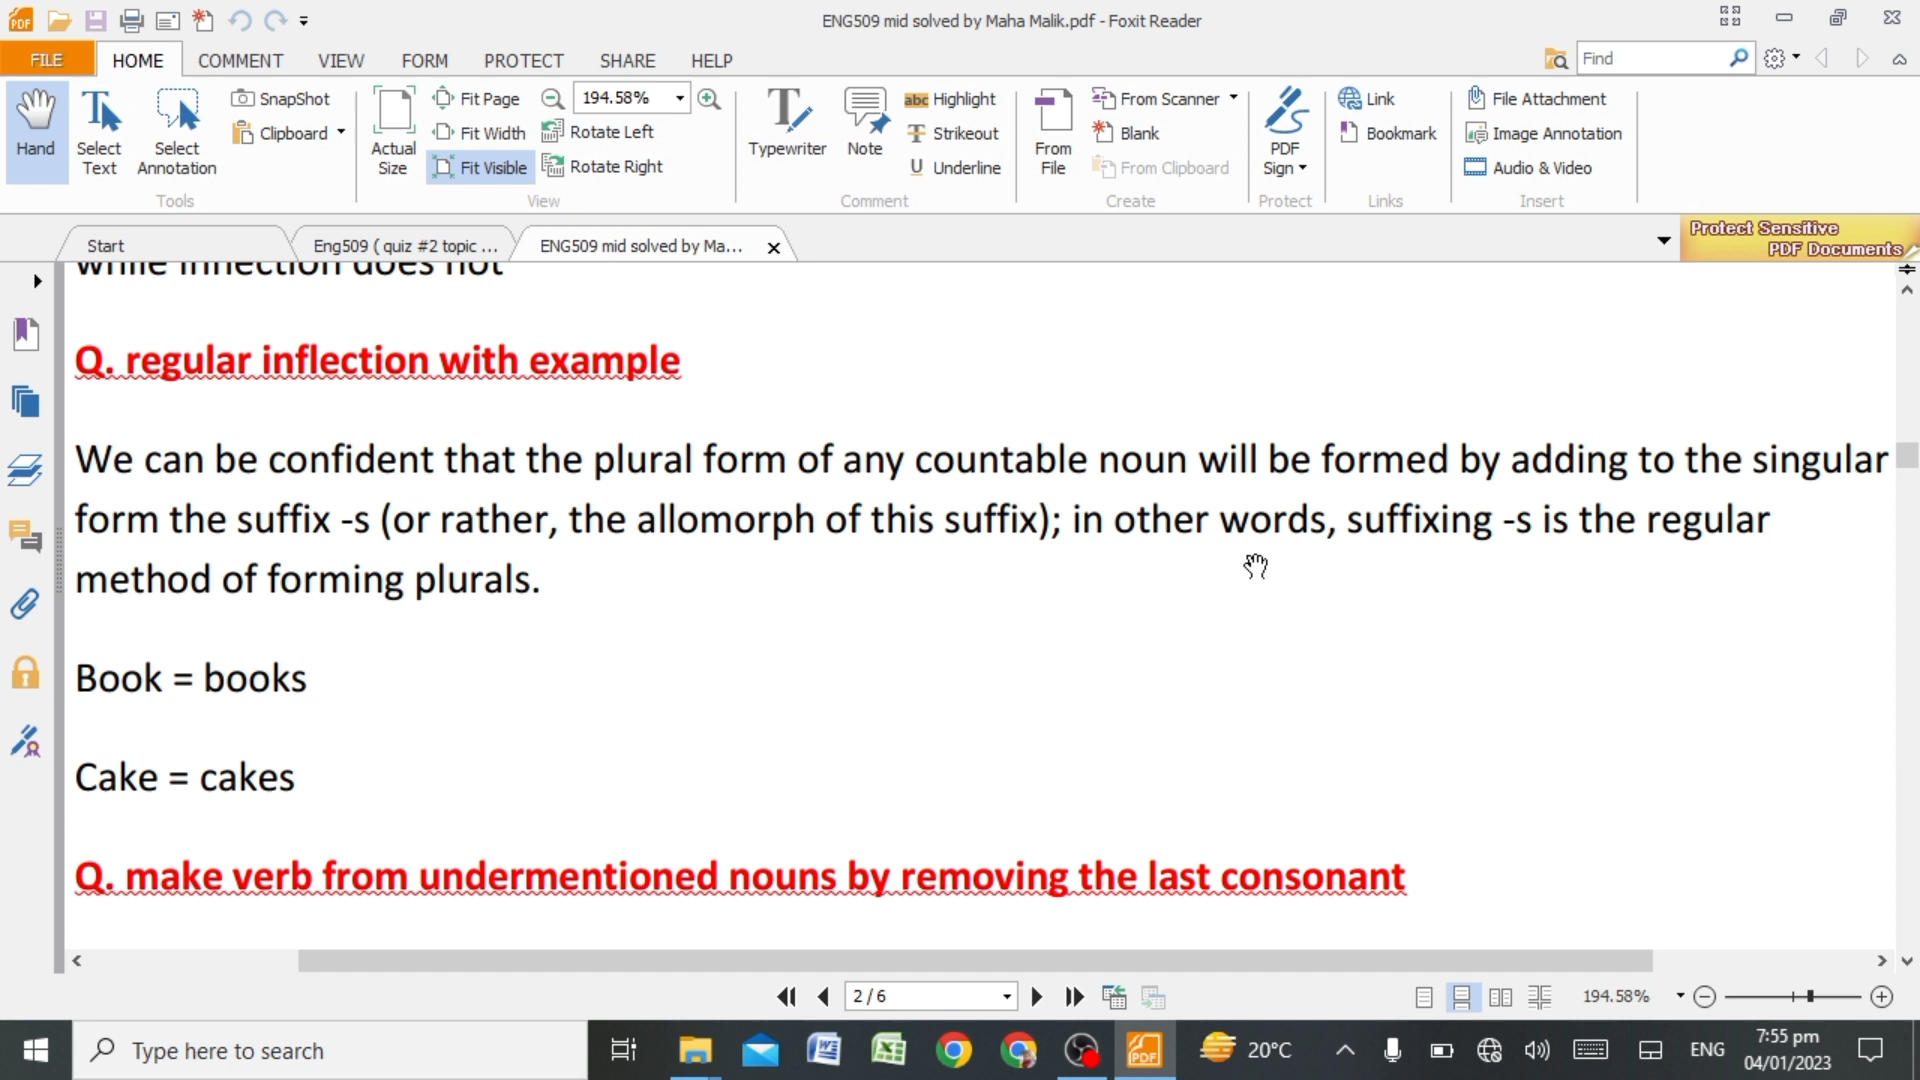 ENG509 mid solved by Maha Malik.pdf - Foxit Reader
FILE HOME COMMENT VIEW FORM PROTECT SHARE HELP Find
SnapShot Fit Page 194.58% Highlight From Scanner Link File Attachment
Hand Select Text Select Annotation Clipboard Actual Size Fit Width Rotate Left Typewriter Note abc Strikeout From File Blank PDF Sign Bookmark Image Annotation
Fit Visible Rotate Right U Underline From Clipboard Audio & Video
Tools View Comment Create Protect Links Insert
Start Eng509 ( quiz #2 topic ... ENG509 mid solved by Ma... Protect Sensitive
PDF Documents
while inflection does not
Q. regular inflection with example
We can be confident that the plural form of any countable noun will be formed by adding to the singular
form the suffix -s (or rather, the allomorph of this suffix); in other words, suffixing -s is the regular
method of forming plurals.
Book = books
Cake = cakes
Q. make verb from undermentioned nouns by removing the last consonant
2 / 6 194.58%
Type here to search 20°C ENG 7:55 pm
04/01/2023